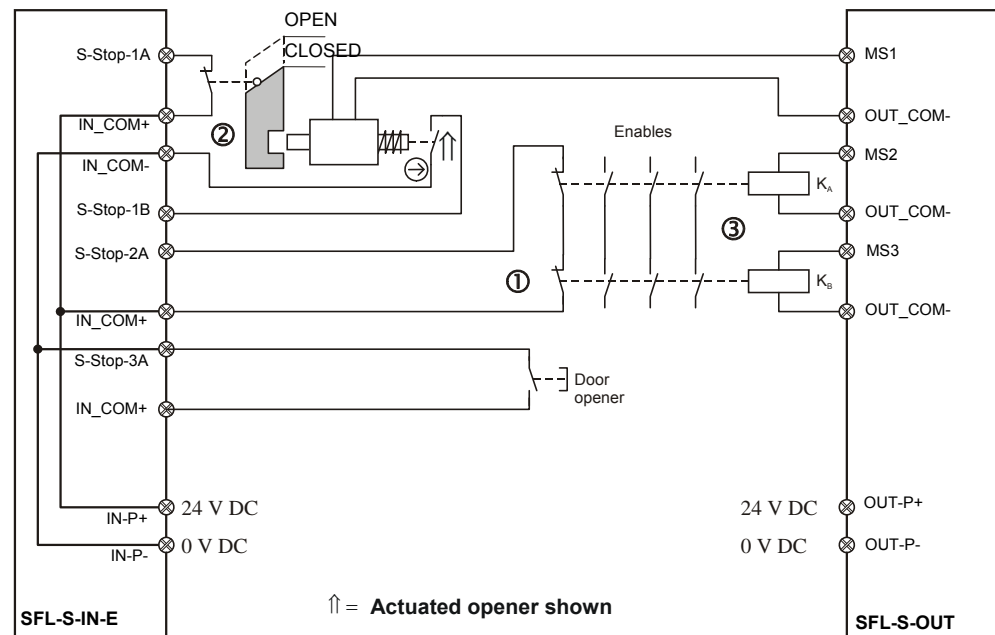 OPEN
CLOSED
S-Stop-1A
IN_COM+
IN_COM-
S-Stop-1B
S-Stop-2A
IN_COM+
S-Stop-3A
IN_COM+
IN-P+
24 V DC
IN-P-
0 V DC
SFL-S-IN-E
②
①
③
Enables
Door
opener
KA
KB
MS1
OUT_COM-
MS2
OUT_COM-
MS3
OUT_COM-
24 V DC
OUT-P+
0 V DC
OUT-P-
SFL-S-OUT
⇑ = Actuated opener shown